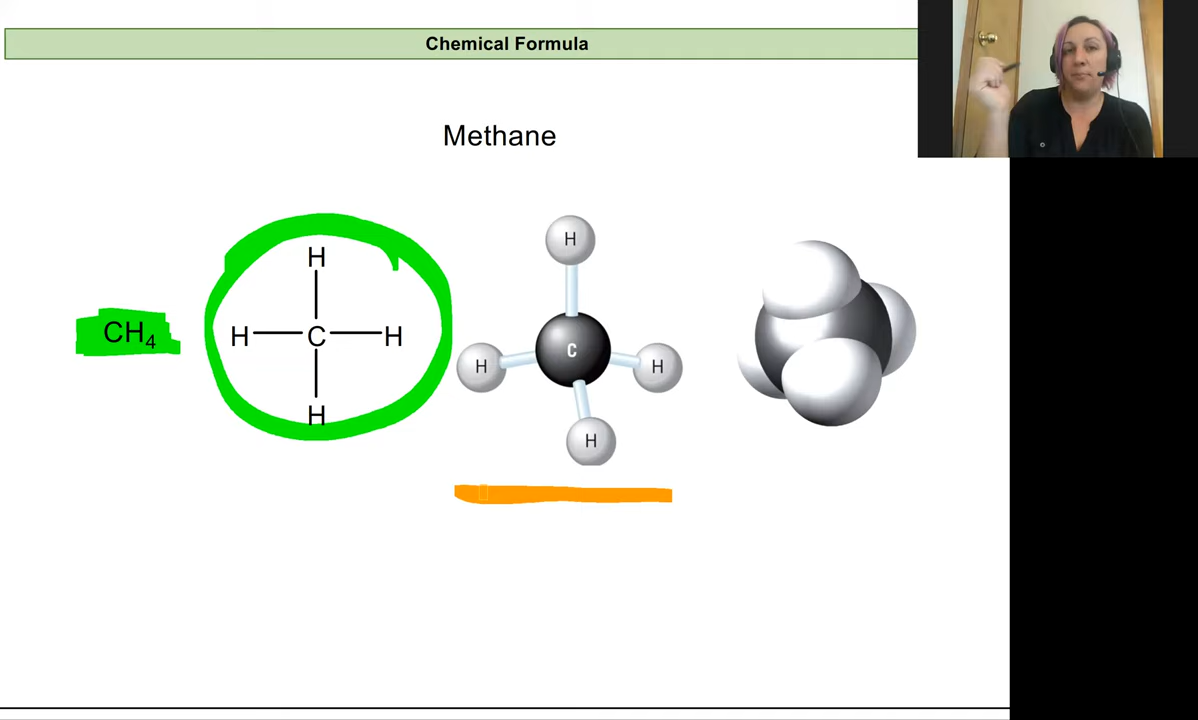 Chemical Formula
Methane
CH₄
H
H C H
H
H
C
H H
H